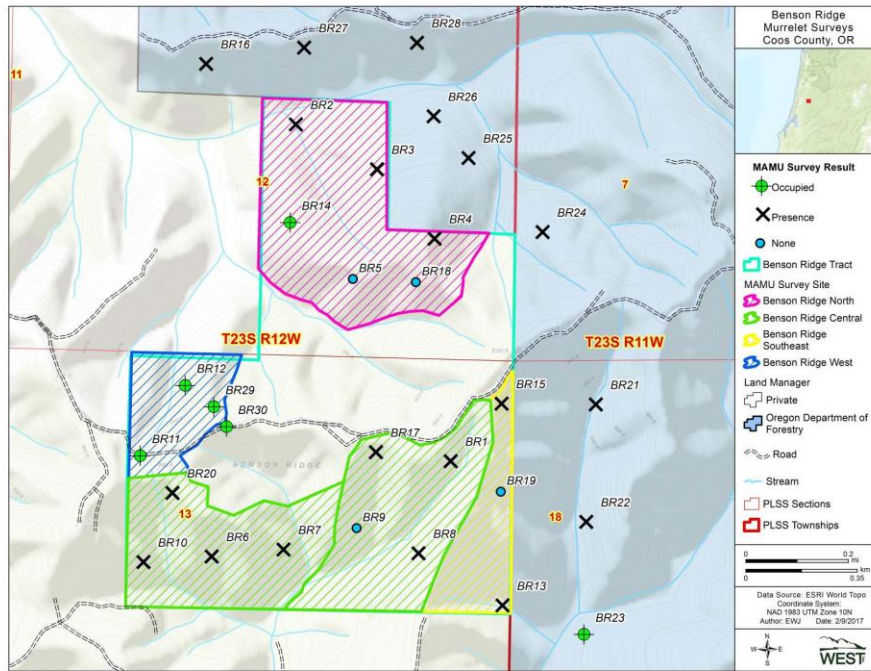 Benson Ridge
Murrelet Surveys
Coos County, OR
BR16
BR27
BR28
11
BR2
BR26
BR3
BR25
12
7
BR14
BR4
BR24
BR5
BR18
T23S R12W
T23S R11W
BR12
BR29
BR15
BR21
BR30
BR11
BR17
BR1
BENSON RIDGE
BR20
BR19
13
18
BR9
BR22
BR10
BR6
BR7
BR8
BR13
BR23
MAMU Survey Result
Occupied
Presence
None
Benson Ridge Tract
MAMU Survey Site
Benson Ridge North
Benson Ridge Central
Benson Ridge
Southeast
Benson Ridge West
Land Manager
Private
Oregon Department of
Forestry
Road
Stream
PLSS Sections
PLSS Townships
0 0.2
mi
km
0 0.35
Data Source: ESRI World Topo
Coordinate System:
NAD 1983 UTM Zone 10N
Author: EWJ Date: 2/9/2017
N
W E
S
WEST